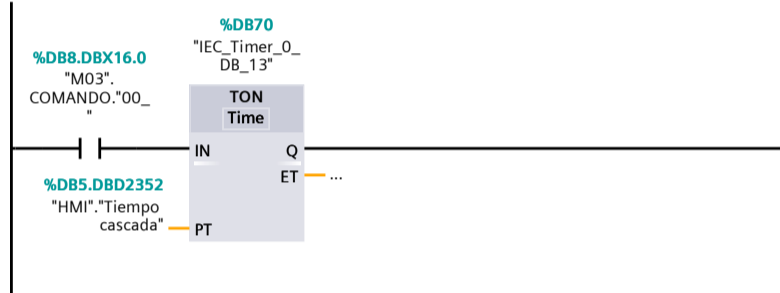 %DB70
"IEC_Timer_0_
DB_13"
%DB8.DBX16.0
"M03".
COMANDO."00_
"
TON
Time
IN
Q
ET
...
%DB5.DBD2352
"HMI"."Tiempo
cascada"
PT